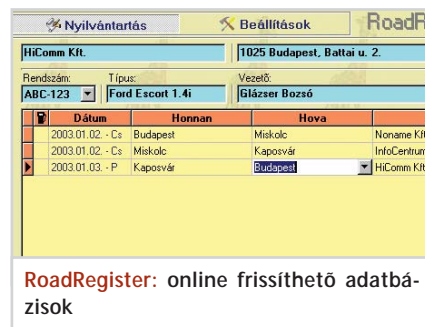 Nyilvántartás Beállítások RoadR
HiComm Kft. 1025 Budapest, Battai u. 2.
Rendszám: Típus: Vezető:
ABC-123 Ford Escort 1.4i Glázser Bozsó
Dátum Honnan Hova
2003.01.02. - Cs Budapest Miskolc Noname Kft
2003.01.02. - Cs Miskolc Kaposvár InfoCentrum
2003.01.03. - P Kaposvár Budapest HiComm Kft
RoadRegister: online frissíthetõ adatbá-
zisok